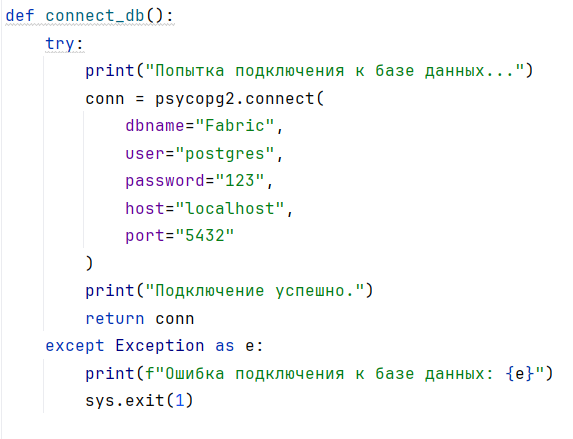 def connect_db():
    try:
        print("Попытка подключения к базе данных...")
        conn = psycopg2.connect(
            dbname="Fabric",
            user="postgres",
            password="123",
            host="localhost",
            port="5432"
        )
        print("Подключение успешно.")
        return conn
    except Exception as e:
        print(f"Ошибка подключения к базе данных: {e}")
        sys.exit(1)